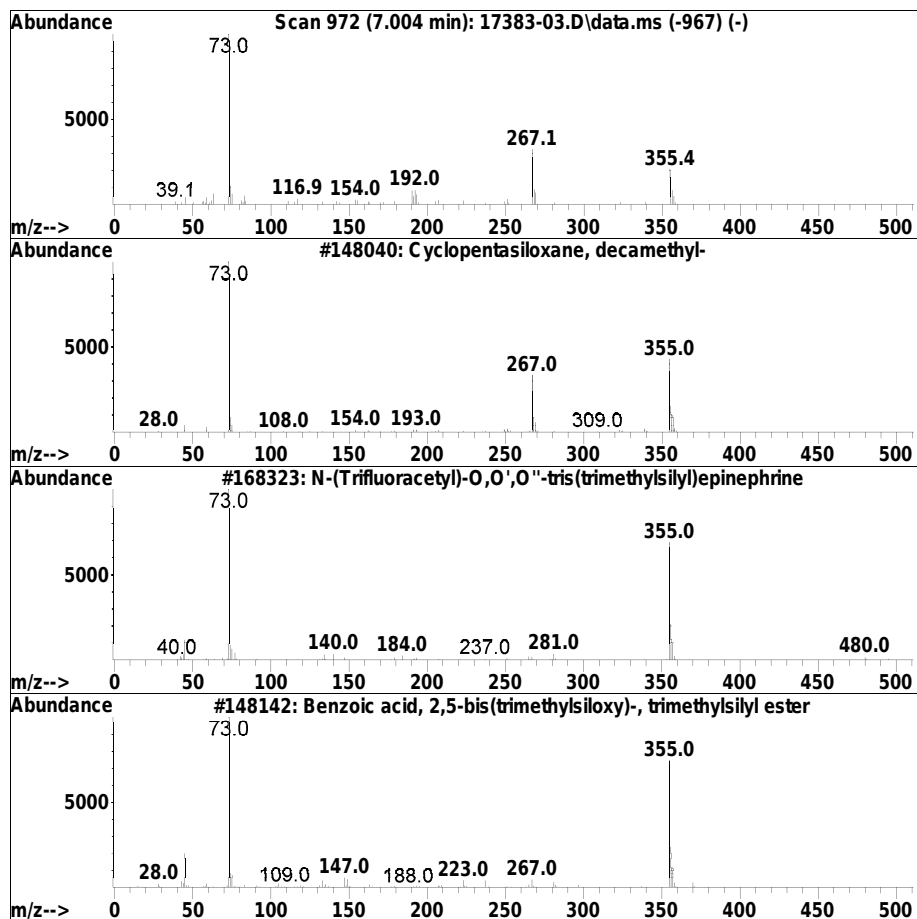 Abundance Scan 972 (7.004 min): 17383-03.D\data.ms (-967) (-)
73.0
5000
267.1
355.4
192.0
39.1 116.9 154.0
m/z--> 0 50 100 150 200 250 300 350 400 450 500
Abundance #148040: Cyclopentasiloxane, decamethyl-
73.0
5000
267.0 355.0
28.0 108.0 154.0 193.0 309.0
m/z--> 0 50 100 150 200 250 300 350 400 450 500
Abundance #168323: N-(Trifluoracetyl)-O,O',O''-tris(trimethylsilyl)epinephrine
73.0
355.0
5000
40.0 140.0 184.0 237.0 281.0 480.0
m/z--> 0 50 100 150 200 250 300 350 400 450 500
Abundance #148142: Benzoic acid, 2,5-bis(trimethylsiloxy)-, trimethylsilyl ester
73.0
355.0
5000
28.0 109.0 147.0 188.0 223.0 267.0
m/z--> 0 50 100 150 200 250 300 350 400 450 500